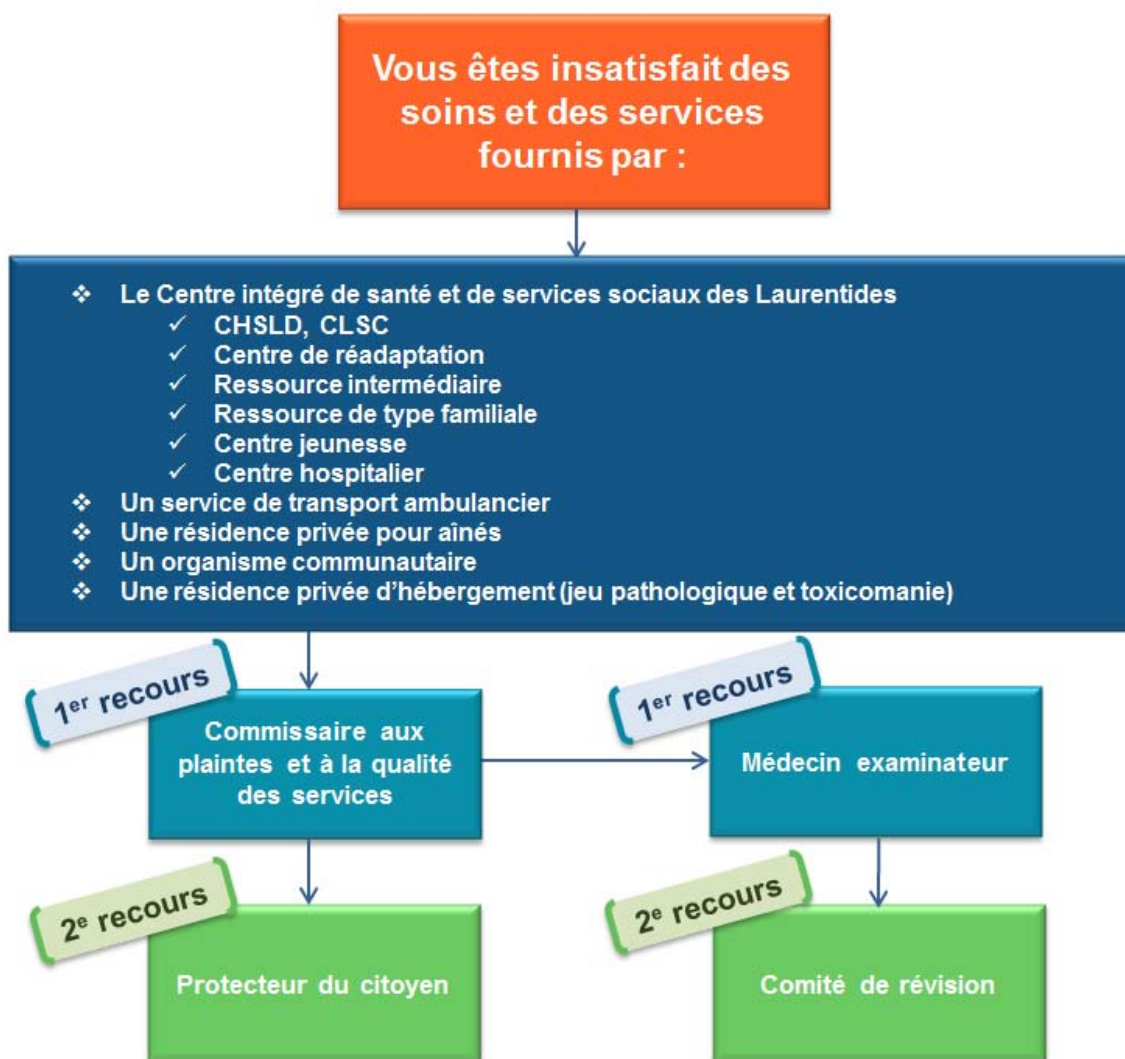 Vous êtes insatisfait des
soins et des services
fournis par :
❖ Le Centre intégré de santé et de services sociaux des Laurentides
✓ CHSLD, CLSC
✓ Centre de réadaptation
✓ Ressource intermédiaire
✓ Ressource de type familiale
✓ Centre jeunesse
✓ Centre hospitalier
❖ Un service de transport ambulancier
❖ Une résidence privée pour aînés
❖ Un organisme communautaire
❖ Une résidence privée d’hébergement (jeu pathologique et toxicomanie)
1er recours
Commissaire aux
plaintes et à la qualité
des services
1er recours
Médecin examinateur
2e recours
Protecteur du citoyen
2e recours
Comité de révision